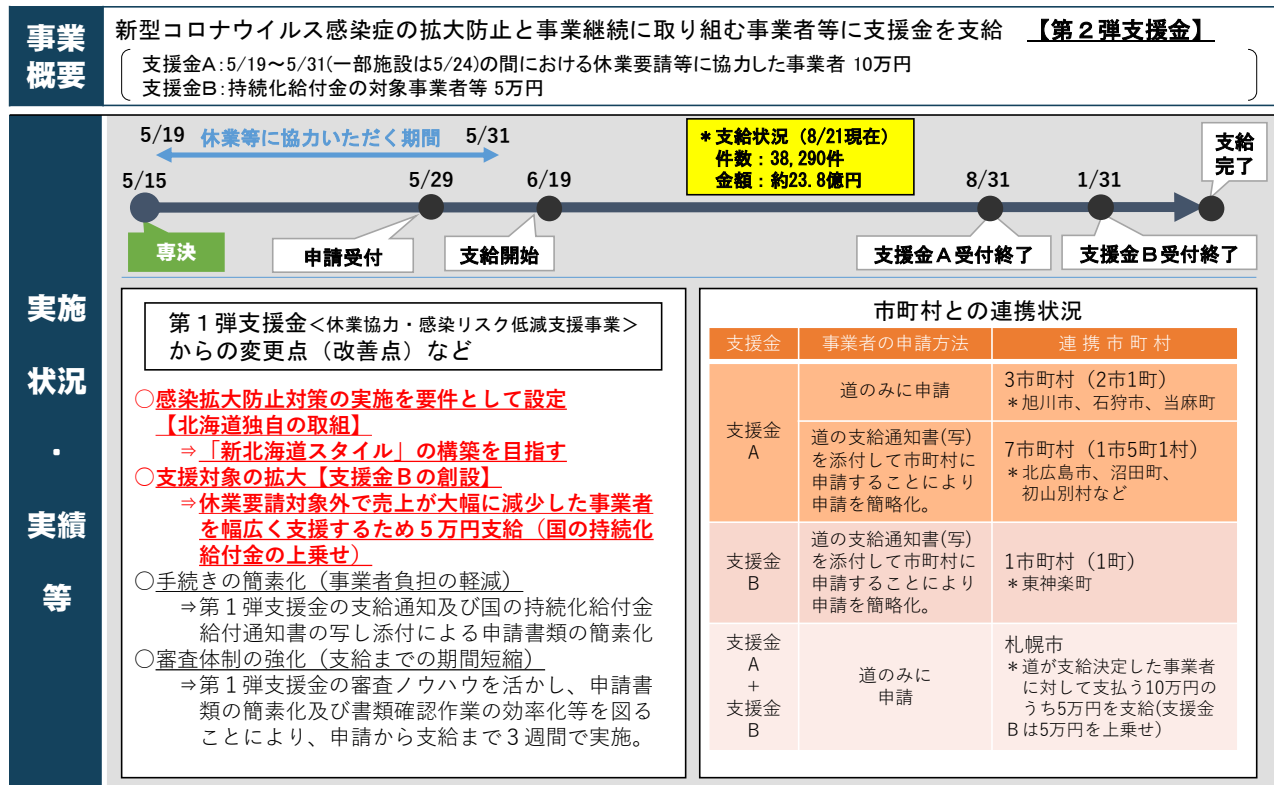 事業
概要
新型コロナウイルス感染症の拡大防止と事業継続に取り組む事業者等に支援金を支給 【第2弾支援金】
支援金A:5/19～5/31(一部施設は5/24)の間における休業要請等に協力した事業者 10万円
支援金B:持続化給付金の対象事業者等 5万円
実施
状況
・
実績
等
5/19 休業等に協力いただく期間 5/31
＊支給状況（8/21現在）
件数：38,290件
金額：約23.8億円
支給
完了
5/15
5/29
6/19
8/31
1/31
専決
申請受付
支給開始
支援金A受付終了
支援金B受付終了
第１弾支援金＜休業協力・感染リスク低減支援事業＞
からの変更点（改善点）など
○感染拡大防止対策の実施を要件として設定
【北海道独自の取組】
⇒「新北海道スタイル」の構築を目指す
○支援対象の拡大【支援金Bの創設】
⇒休業要請対象外で売上が大幅に減少した事業者
を幅広く支援するため５万円支給（国の持続化
給付金の上乗せ）
○手続きの簡素化（事業者負担の軽減）
⇒第１弾支援金の支給通知及び国の持続化給付金
給付通知書の写し添付による申請書類の簡素化
○審査体制の強化（支給までの期間短縮）
⇒第１弾支援金の審査ノウハウを活かし、申請書
類の簡素化及び書類確認作業の効率化等を図る
ことにより、申請から支給まで３週間で実施。
市町村との連携状況
支援金 事業者の申請方法 連携市町村
支援金
A
道のみに申請
3市町村（2市1町）
＊旭川市、石狩市、当麻町
道の支給通知書(写)
を添付して市町村に
申請することにより
申請を簡略化。
7市町村（1市5町1村）
＊北広島市、沼田町、
初山別村など
支援金
B
道の支給通知書(写)
を添付して市町村に
申請することにより
申請を簡略化。
1市町村（1町）
＊東神楽町
支援金
A
+
支援金
B
道のみに
申請
札幌市
＊道が支給決定した事業者
に対して支払う10万円の
うち5万円を支給(支援金
Bは5万円を上乗せ）